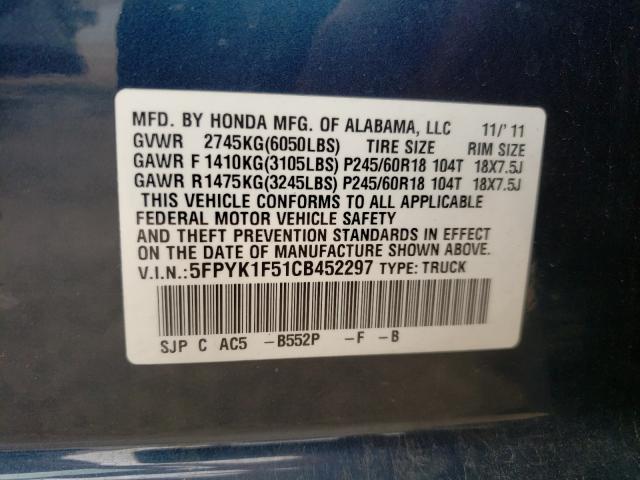 MFD. BY HONDA MFG. OF ALABAMA, LLC 11/'11
GVWR 2745KG(6050LBS) TIRE SIZE RIM SIZE
GAWR F 1410KG(3105LBS) P245/60R18 104T 18X7.5J
GAWR R1475KG(3245LBS) P245/60R18 104T 18X7.5J
THIS VEHICLE CONFORMS TO ALL APPLICABLE
FEDERAL MOTOR VEHICLE SAFETY
AND THEFT PREVENTION STANDARDS IN EFFECT
ON THE DATE OF MANUFACTURE SHOWN ABOVE.
V.I.N.:5FPYK1F51CB452297 TYPE: TRUCK
SJP C AC5 -B552P -F -B